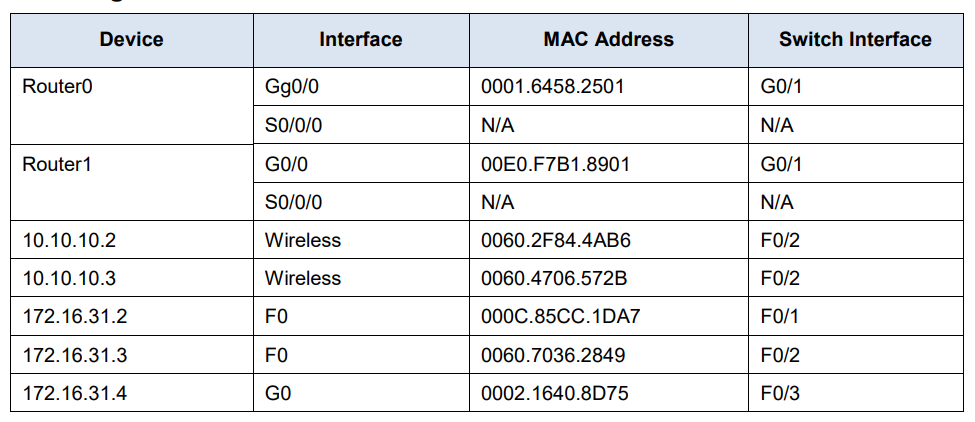 Device Interface MAC Address Switch Interface
Router0 Gg0/0 0001.6458.2501 G0/1
S0/0/0 N/A N/A
Router1 G0/0 00E0.F7B1.8901 G0/1
S0/0/0 N/A N/A
10.10.10.2 Wireless 0060.2F84.4AB6 F0/2
10.10.10.3 Wireless 0060.4706.572B F0/2
172.16.31.2 F0 000C.85CC.1DA7 F0/1
172.16.31.3 F0 0060.7036.2849 F0/2
172.16.31.4 G0 0002.1640.8D75 F0/3